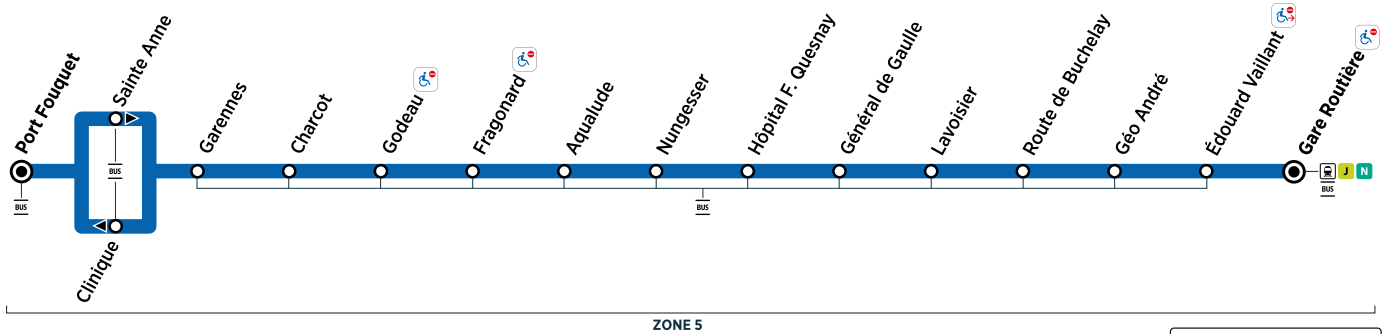 Port Fouquet
Sainte Anne
Clinique
Garennes
Charcot
Godeau
Fragonard
Aqualude
Nungesser
Hôpital F. Quesnay
Général de Gaulle
Lavoisier
Route de Buchelay
Géo André
Édouard Vaillant
Gare Routière
BUS
BUS
BUS
BUS
J N
ZONE 5